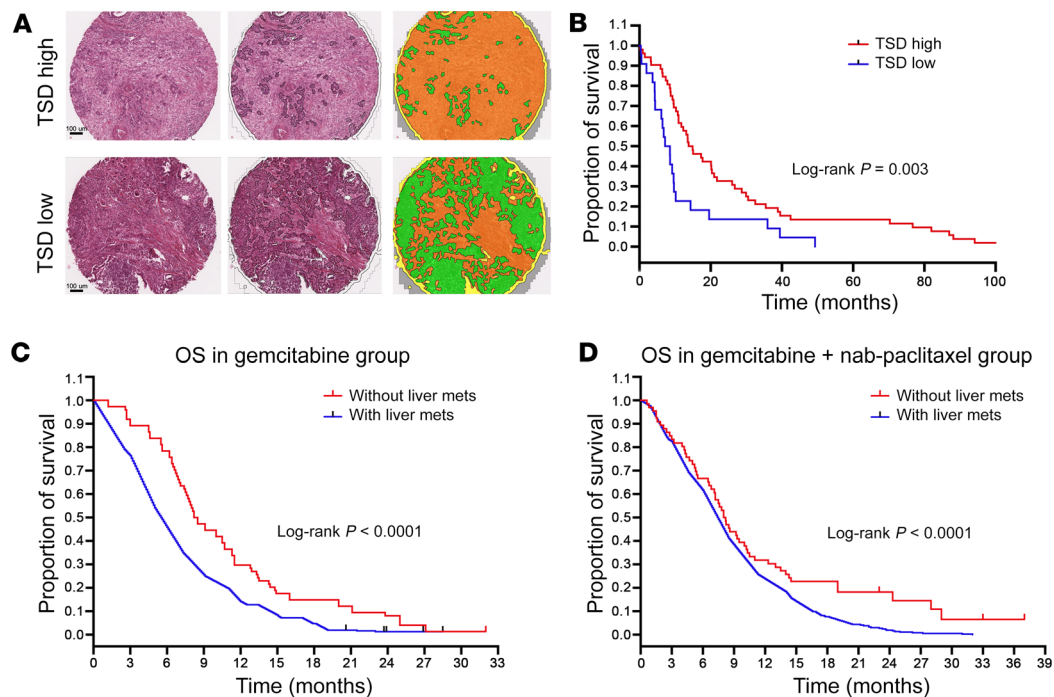 A
TSD high
100 um
TSD low
100 um
B
TSD high
TSD low
Log-rank P = 0.003
Proportion of survival
1.1
1.0
0.9
0.8
0.7
0.6
0.5
0.4
0.3
0.2
0.1
0.0
0 20 40 60 80 100
Time (months)
C
OS in gemcitabine group
Without liver mets
With liver mets
Log-rank P < 0.0001
Proportion of survival
1.1
1.0
0.9
0.8
0.7
0.6
0.5
0.4
0.3
0.2
0.1
0.0
0 3 6 9 12 15 18 21 24 27 30 33
Time (months)
D
OS in gemcitabine + nab-paclitaxel group
Without liver mets
With liver mets
Log-rank P < 0.0001
Proportion of survival
1.1
1.0
0.9
0.8
0.7
0.6
0.5
0.4
0.3
0.2
0.1
0.0
0 3 6 9 12 15 18 21 24 27 30 33 36 39
Time (months)